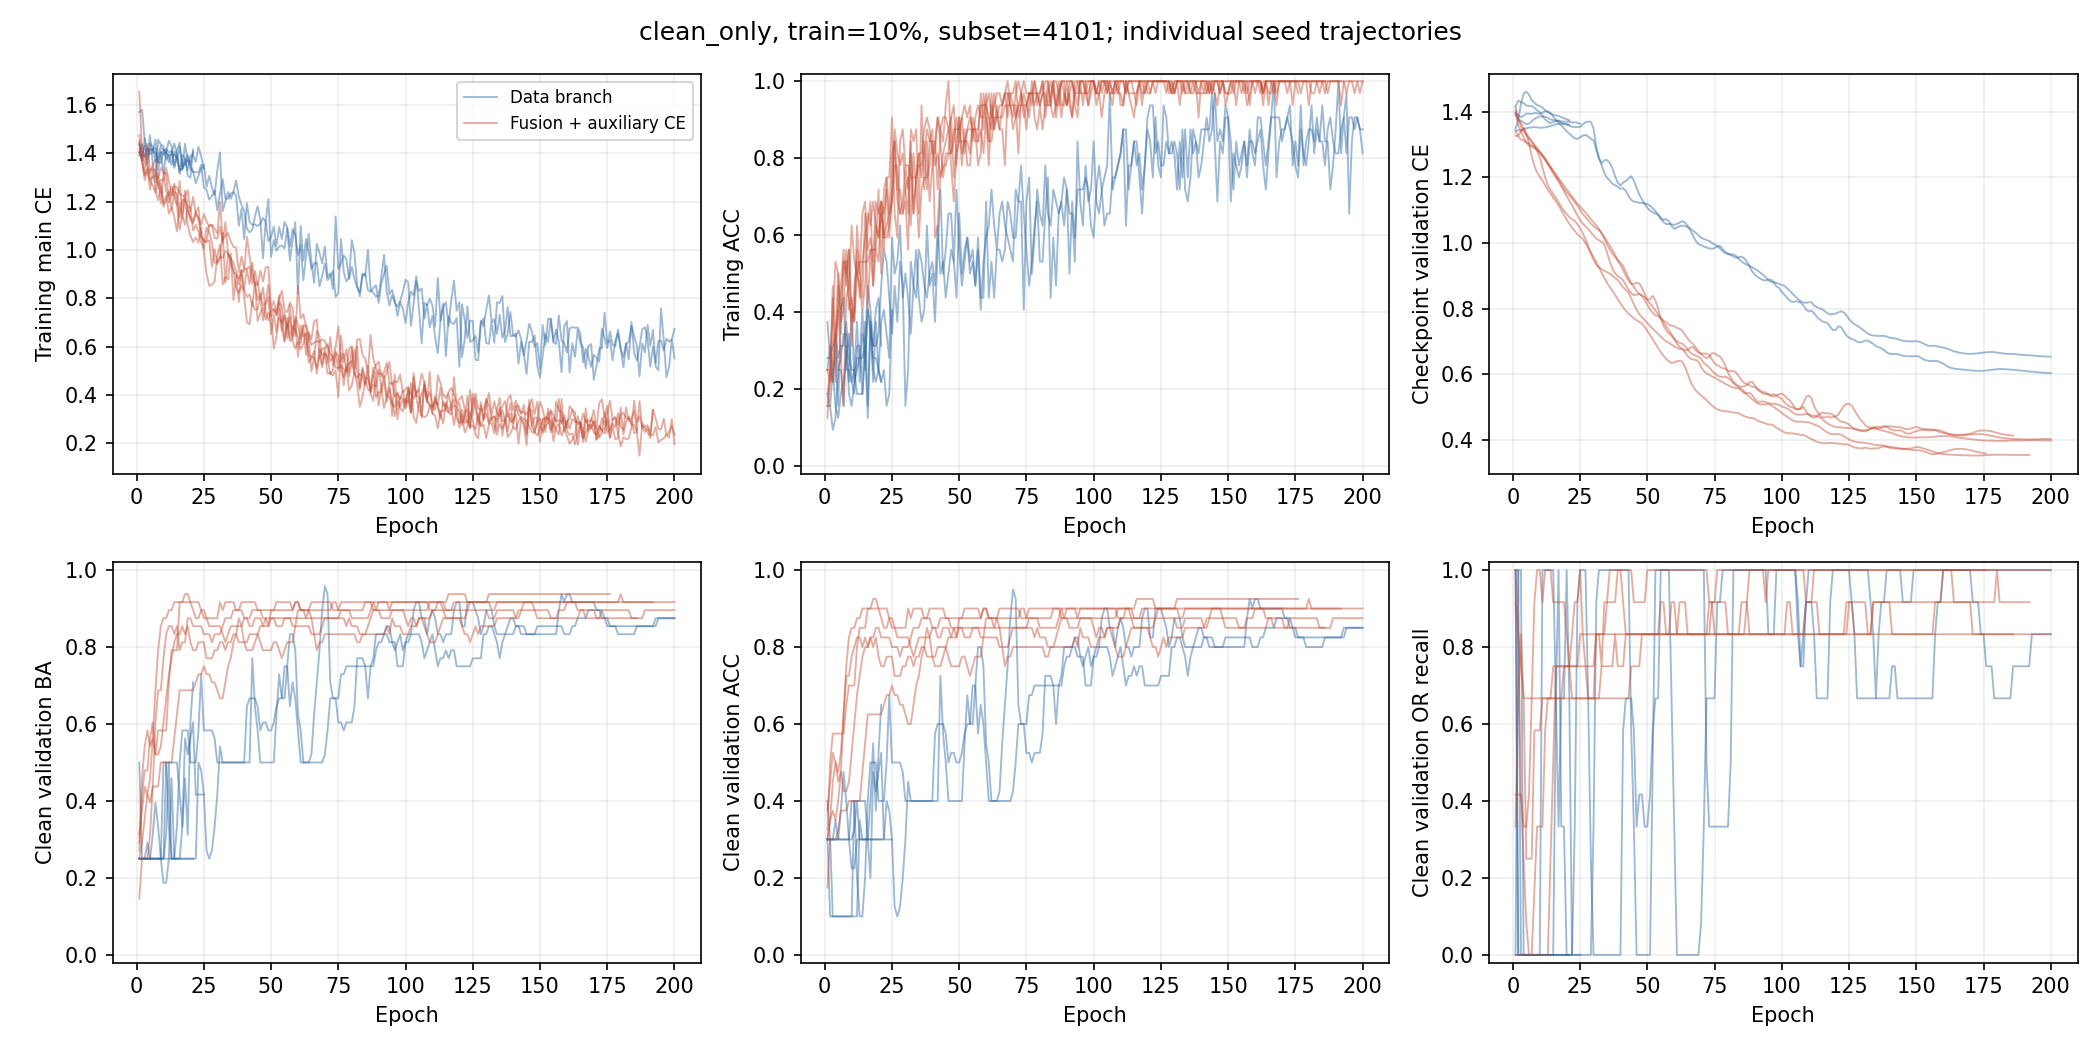 clean_only, train=10%, subset=4101; individual seed trajectories
Training main CE
1.6
1.4
1.2
1.0
0.8
0.6
0.4
0.2
Data branch
Fusion + auxiliary CE
0 25 50 75 100 125 150 175 200
Epoch
Training ACC
1.0
0.8
0.6
0.4
0.2
0.0
0 25 50 75 100 125 150 175 200
Epoch
Checkpoint validation CE
1.4
1.2
1.0
0.8
0.6
0.4
0 25 50 75 100 125 150 175 200
Epoch
Clean validation BA
1.0
0.8
0.6
0.4
0.2
0.0
0 25 50 75 100 125 150 175 200
Epoch
Clean validation ACC
1.0
0.8
0.6
0.4
0.2
0.0
0 25 50 75 100 125 150 175 200
Epoch
Clean validation OR recall
1.0
0.8
0.6
0.4
0.2
0.0
0 25 50 75 100 125 150 175 200
Epoch